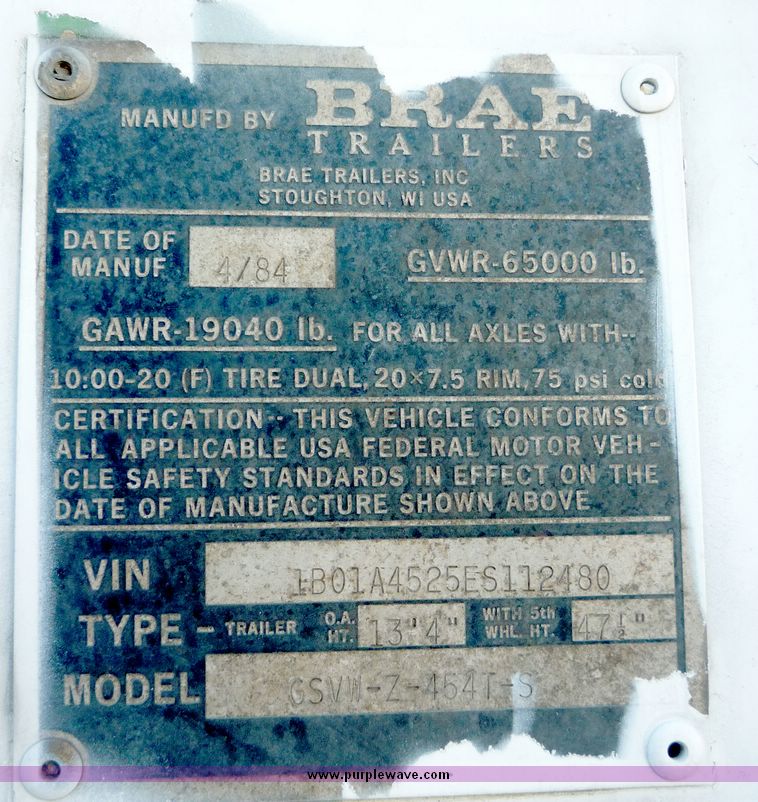 MANUFD BY BRAE
TRAILERS
BRAE TRAILERS, INC
STOUGHTON, WI USA
DATE OF MANUF 4/84 GVWR-65000 lb.
GAWR-19040 lb. FOR ALL AXLES WITH--
10:00-20 (F) TIRE DUAL, 20×7.5 RIM, 75 psi cold
CERTIFICATION-- THIS VEHICLE CONFORMS TO
ALL APPLICABLE USA FEDERAL MOTOR VEH-
ICLE SAFETY STANDARDS IN EFFECT ON THE
DATE OF MANUFACTURE SHOWN ABOVE
VIN 1B01A4525ES112480
TYPE - TRAILER O.A. HT. 13'4" WITH 5th WHL. HT. 47½"
MODEL GSVW-Z-454T-S
www.purplewave.com